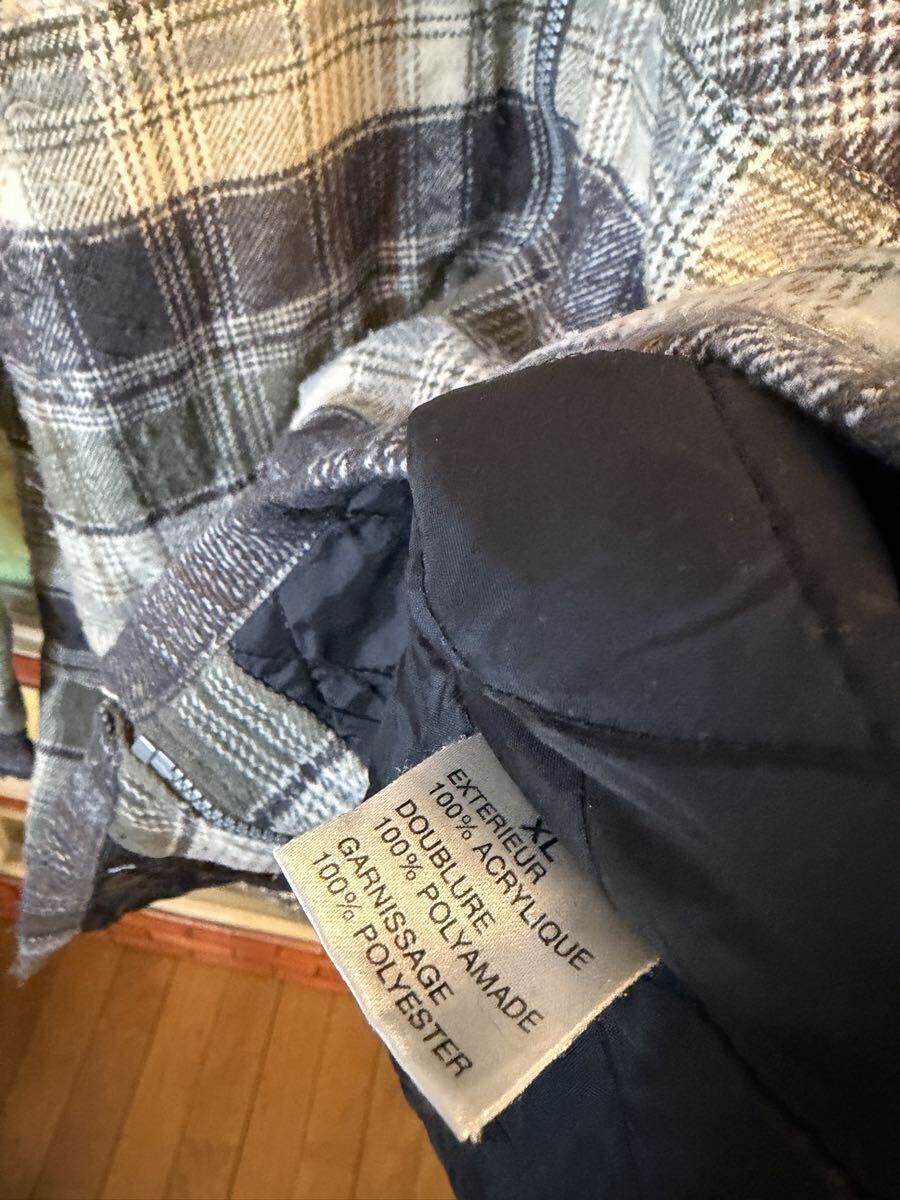 XL
EXTERIEUR
100% ACRYLIQUE
DOUBLURE
100% POLYAMADE
GARNISSAGE
100% POLYESTER